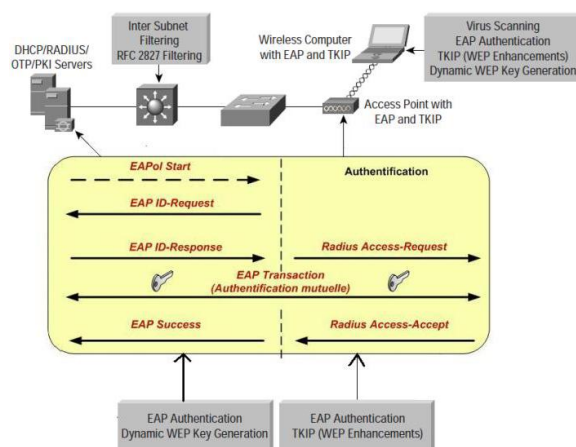 Inter Subnet
Filtering
RFC 2827 Filtering
DHCP/RADIUS/
OTP/PKI Servers
Wireless Computer
with EAP and TKIP
Virus Scanning
EAP Authentication
TKIP (WEP Enhancements)
Dynamic WEP Key Generation
Access Point with
EAP and TKIP
EAPol Start
Authentification
EAP ID-Request
EAP ID-Response
Radius Access-Request
EAP Transaction
(Authentification mutuelle)
EAP Success
Radius Access-Accept
EAP Authentication
Dynamic WEP Key Generation
EAP Authentication
TKIP (WEP Enhancements)